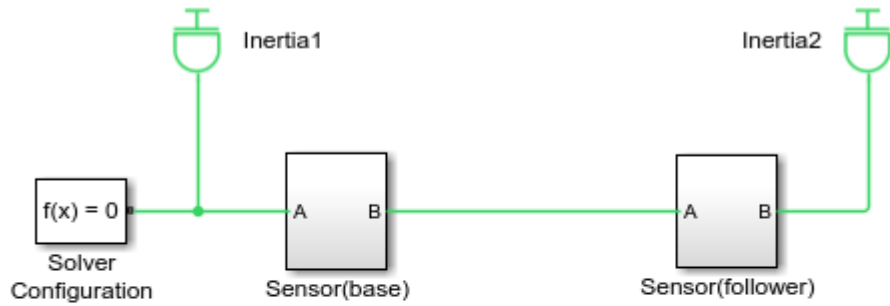 Inertia1
Inertia2
f(x) = 0
A
B
A
B
Solver
Configuration
Sensor(base)
Sensor(follower)